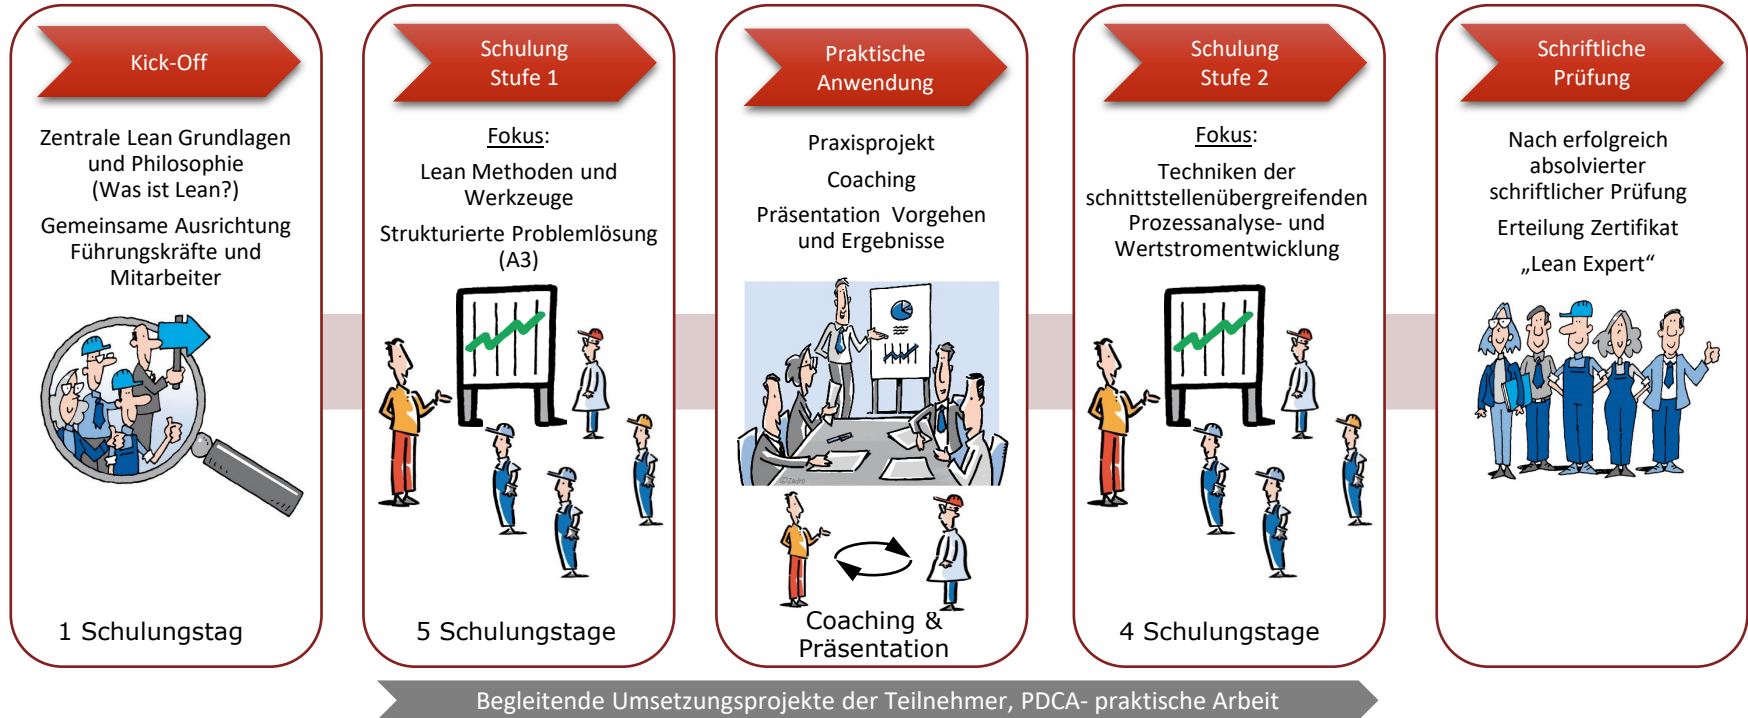 Kick-Off
Zentrale Lean Grundlagen
und Philosophie
(Was ist Lean?)
Gemeinsame Ausrichtung
Führungskräfte und
Mitarbeiter
1 Schulungstag
Schulung
Stufe 1
Fokus:
Lean Methoden und
Werkzeuge
Strukturierte Problemlösung
(A3)
5 Schulungstage
Praktische
Anwendung
Praxisprojekt
Coaching
Präsentation Vorgehen
und Ergebnisse
©Zidro
Coaching &
Präsentation
Schulung
Stufe 2
Fokus:
Techniken der
schnittstellenübergreifenden
Prozessanalyse- und
Wertstromentwicklung
4 Schulungstage
Schriftliche
Prüfung
Nach erfolgreich
absolvierter
schriftlicher Prüfung
Erteilung Zertifikat
„Lean Expert“
Begleitende Umsetzungsprojekte der Teilnehmer, PDCA- praktische Arbeit